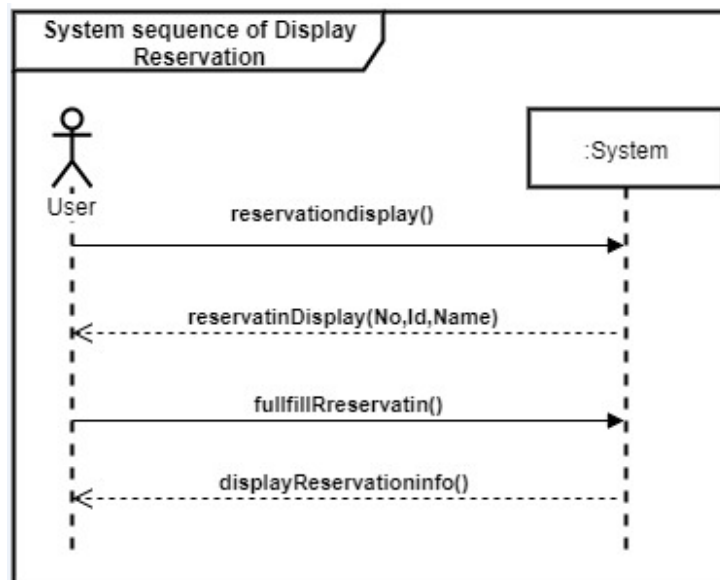 System sequence of Display
Reservation
:System
User
reservationdisplay()
reservatinDisplay(No,Id,Name)
fullfillRreservatin()
displayReservationinfo()